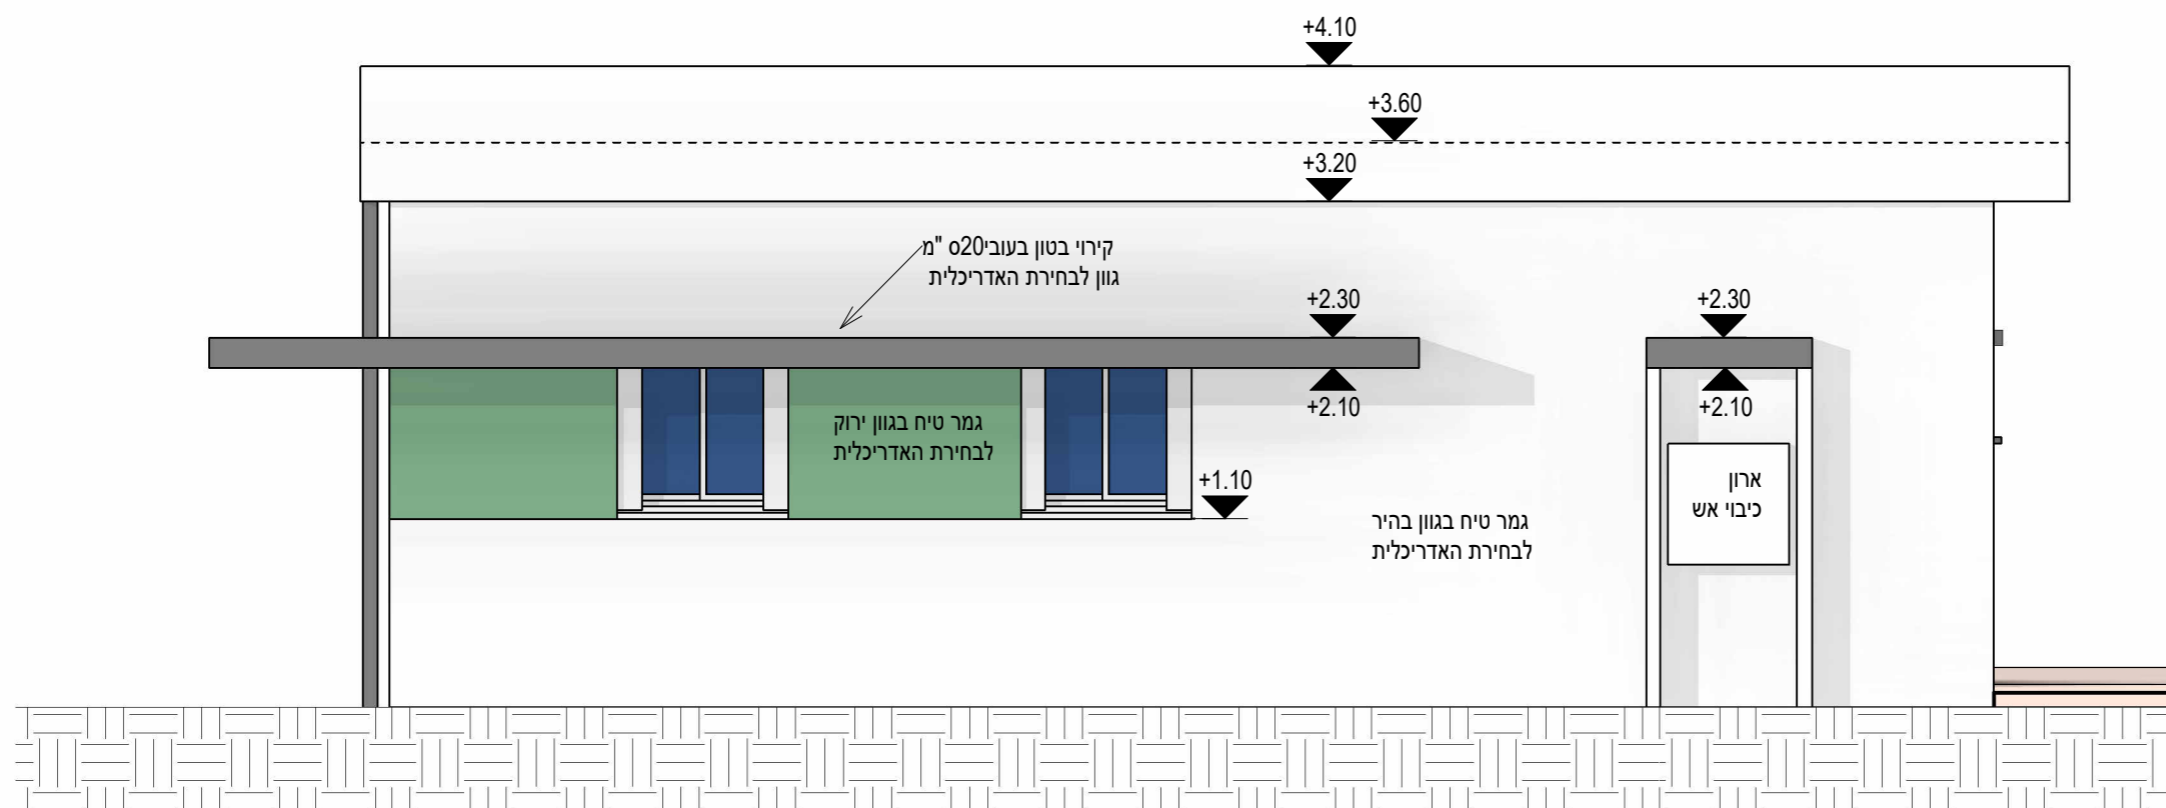 +4.10
+3.60
+3.20
קירוי בטון בעובי20ס "מ
גוון לבחירת האדריכלית
+2.30
+2.30
+2.10
+2.10
גמר טיח בגוון ירוק
לבחירת האדריכלית
+1.10
ארון
כיבוי אש
גמר טיח בגוון בהיר
לבחירת האדריכלית